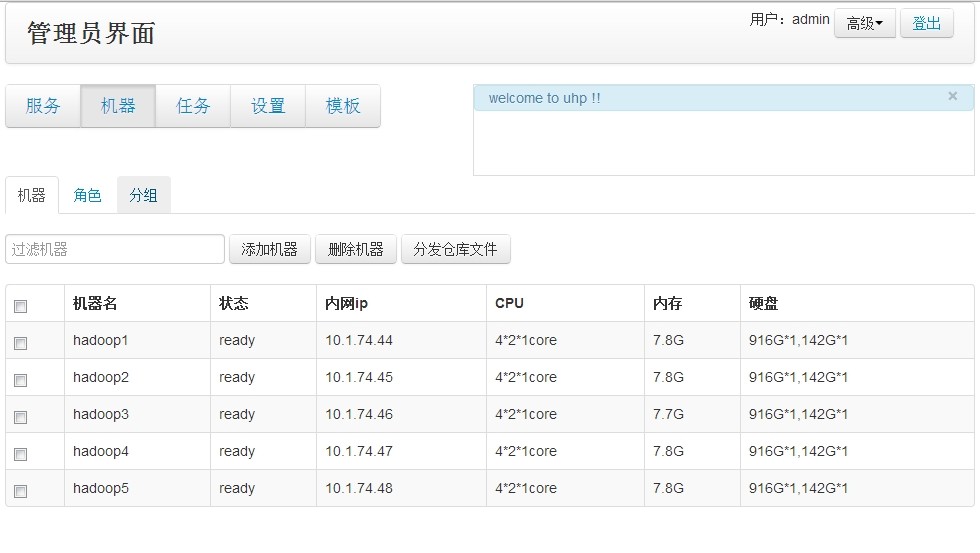 管理员界面
用户：admin 高级 登出
服务 机器 任务 设置 模板
welcome to uhp !! ×
机器 角色 分组
过滤机器 添加机器 删除机器 分发仓库文件
机器名 状态 内网ip CPU 内存 硬盘
hadoop1 ready 10.1.74.44 4*2*1core 7.8G 916G*1,142G*1
hadoop2 ready 10.1.74.45 4*2*1core 7.8G 916G*1,142G*1
hadoop3 ready 10.1.74.46 4*2*1core 7.7G 916G*1,142G*1
hadoop4 ready 10.1.74.47 4*2*1core 7.8G 916G*1,142G*1
hadoop5 ready 10.1.74.48 4*2*1core 7.8G 916G*1,142G*1